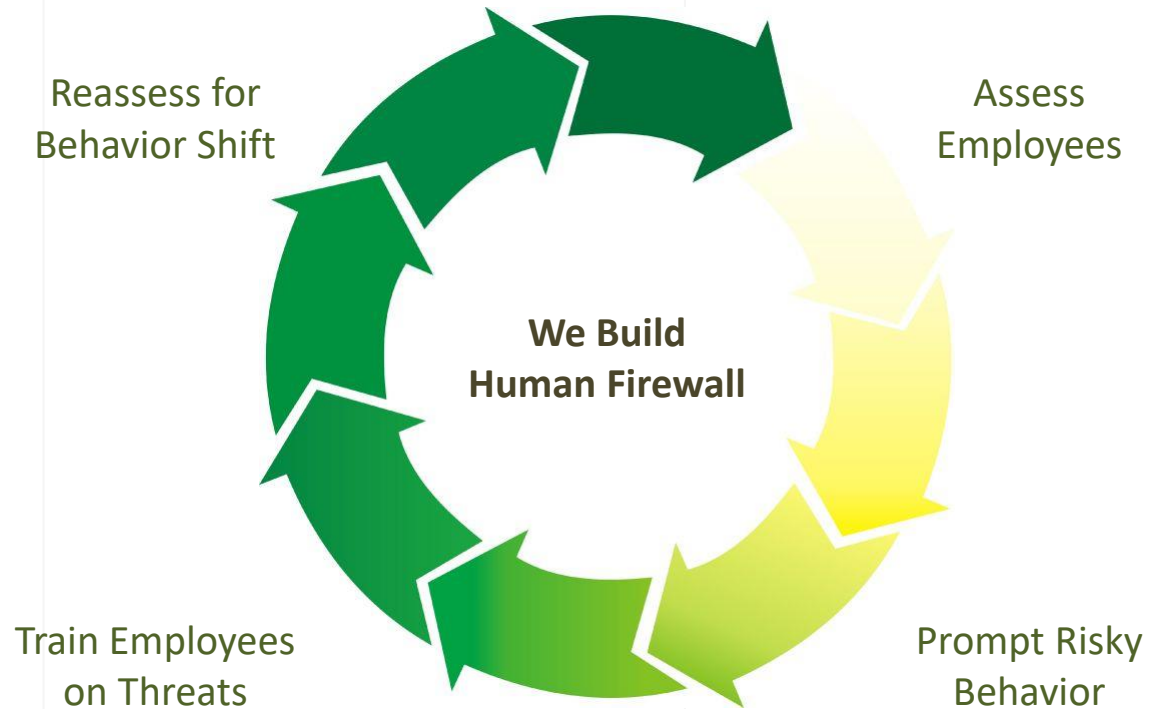 Reassess for
Behavior Shift
Assess
Employees
We Build
Human Firewall
Train Employees
on Threats
Prompt Risky
Behavior